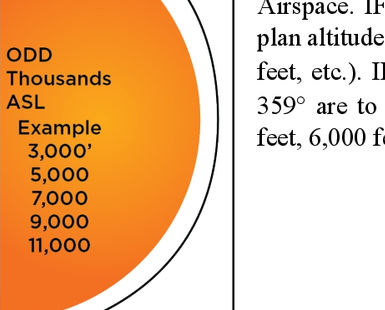 ODD
Thousands
ASL
Example
3,000’
5,000
7,000
9,000
11,000
Airspace. IF
plan altitude
feet, etc.). I
359° are to
feet, 6,000 f